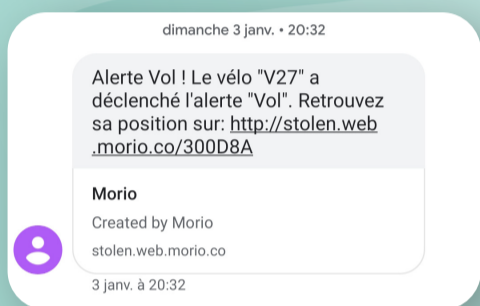 dimanche 3 janv. • 20:32
Alerte Vol ! Le vélo "V27" a
déclenché l'alerte "Vol". Retrouvez
sa position sur: http://stolen.web
.morio.co/300D8A
Morio
Created by Morio
stolen.web.morio.co
3 janv. à 20:32